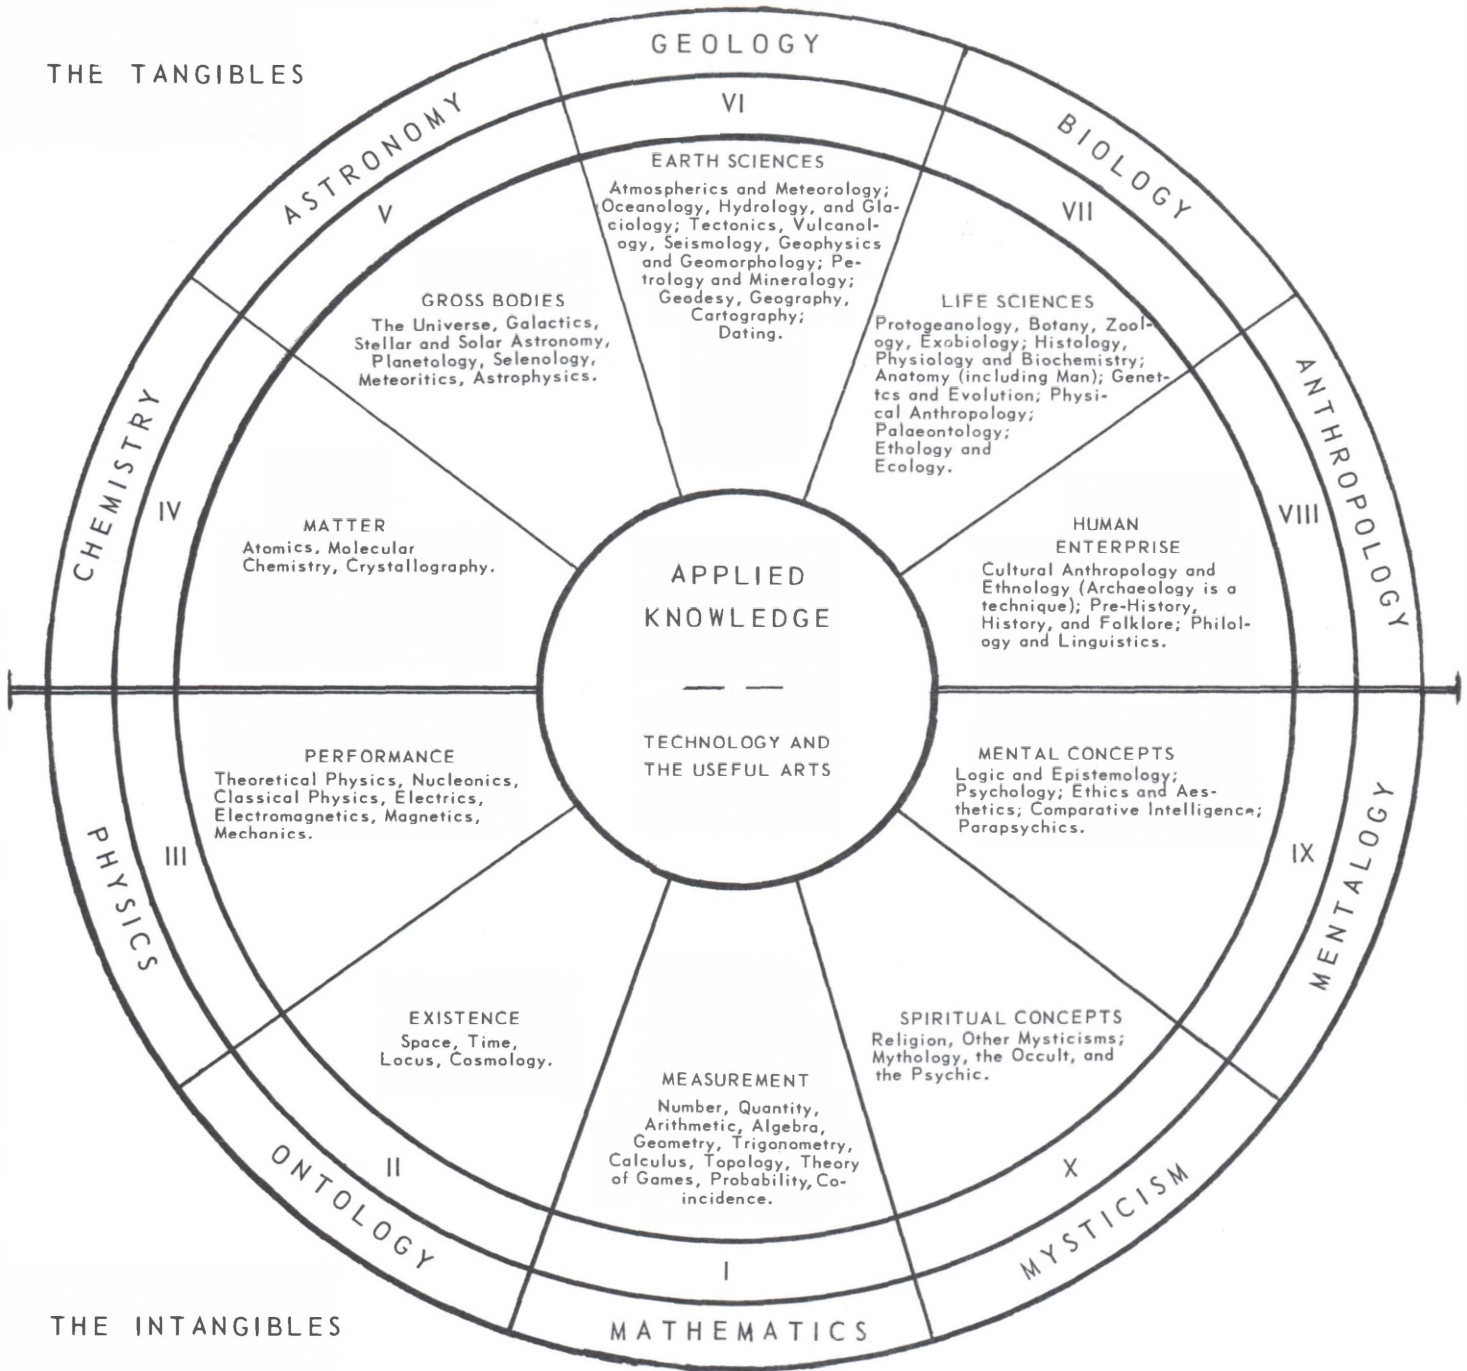 THE TANGIBLES
GEOLOGY
VI
EARTH SCIENCES
Atmospherics and Meteorology;
Oceanology, Hydrology, and Gla-
ciology; Tectonics, Vulcanol-
ogy, Seismology, Geophysics
and Geomorphology; Pe-
trology and Mineralogy;
Geodesy, Geography,
Cartography;
Dating.
ASTRONOMY
V
GROSS BODIES
The Universe, Galactics,
Stellar and Solar Astronomy,
Planetology, Selenology,
Meteoritics, Astrophysics.
BIOLOGY
VII
LIFE SCIENCES
Protogeanology, Botany, Zool-
ogy, Exobiology; Histology,
Physiology and Biochemistry;
Anatomy (including Man); Genet-
tcs and Evolution; Physi-
cal Anthropology;
Palaeontology;
Ethology and
Ecology.
CHEMISTRY
IV
MATTER
Atomics, Molecular
Chemistry, Crystallography.
ANTHROPOLOGY
VIII
HUMAN
ENTERPRISE
Cultural Anthropology and
Ethnology (Archaeology is a
technique); Pre-History,
History, and Folklore; Philol-
ogy and Linguistics.
APPLIED
KNOWLEDGE
— —
TECHNOLOGY AND
THE USEFUL ARTS
PHYSICS
III
PERFORMANCE
Theoretical Physics, Nucleonics,
Classical Physics, Electrics,
Electromagnetics, Magnetics,
Mechanics.
MENTALOGY
IX
MENTAL CONCEPTS
Logic and Epistemology;
Psychology; Ethics and Aes-
thetics; Comparative Intelligence;
Parapsychics.
ONTOLOGY
II
EXISTENCE
Space, Time,
Locus, Cosmology.
MYSTICISM
X
SPIRITUAL CONCEPTS
Religion, Other Mysticisms;
Mythology, the Occult, and
the Psychic.
MEASUREMENT
Number, Quantity,
Arithmetic, Algebra,
Geometry, Trigonometry,
Calculus, Topology, Theory
of Games, Probability, Co-
incidence.
I
MATHEMATICS
THE INTANGIBLES